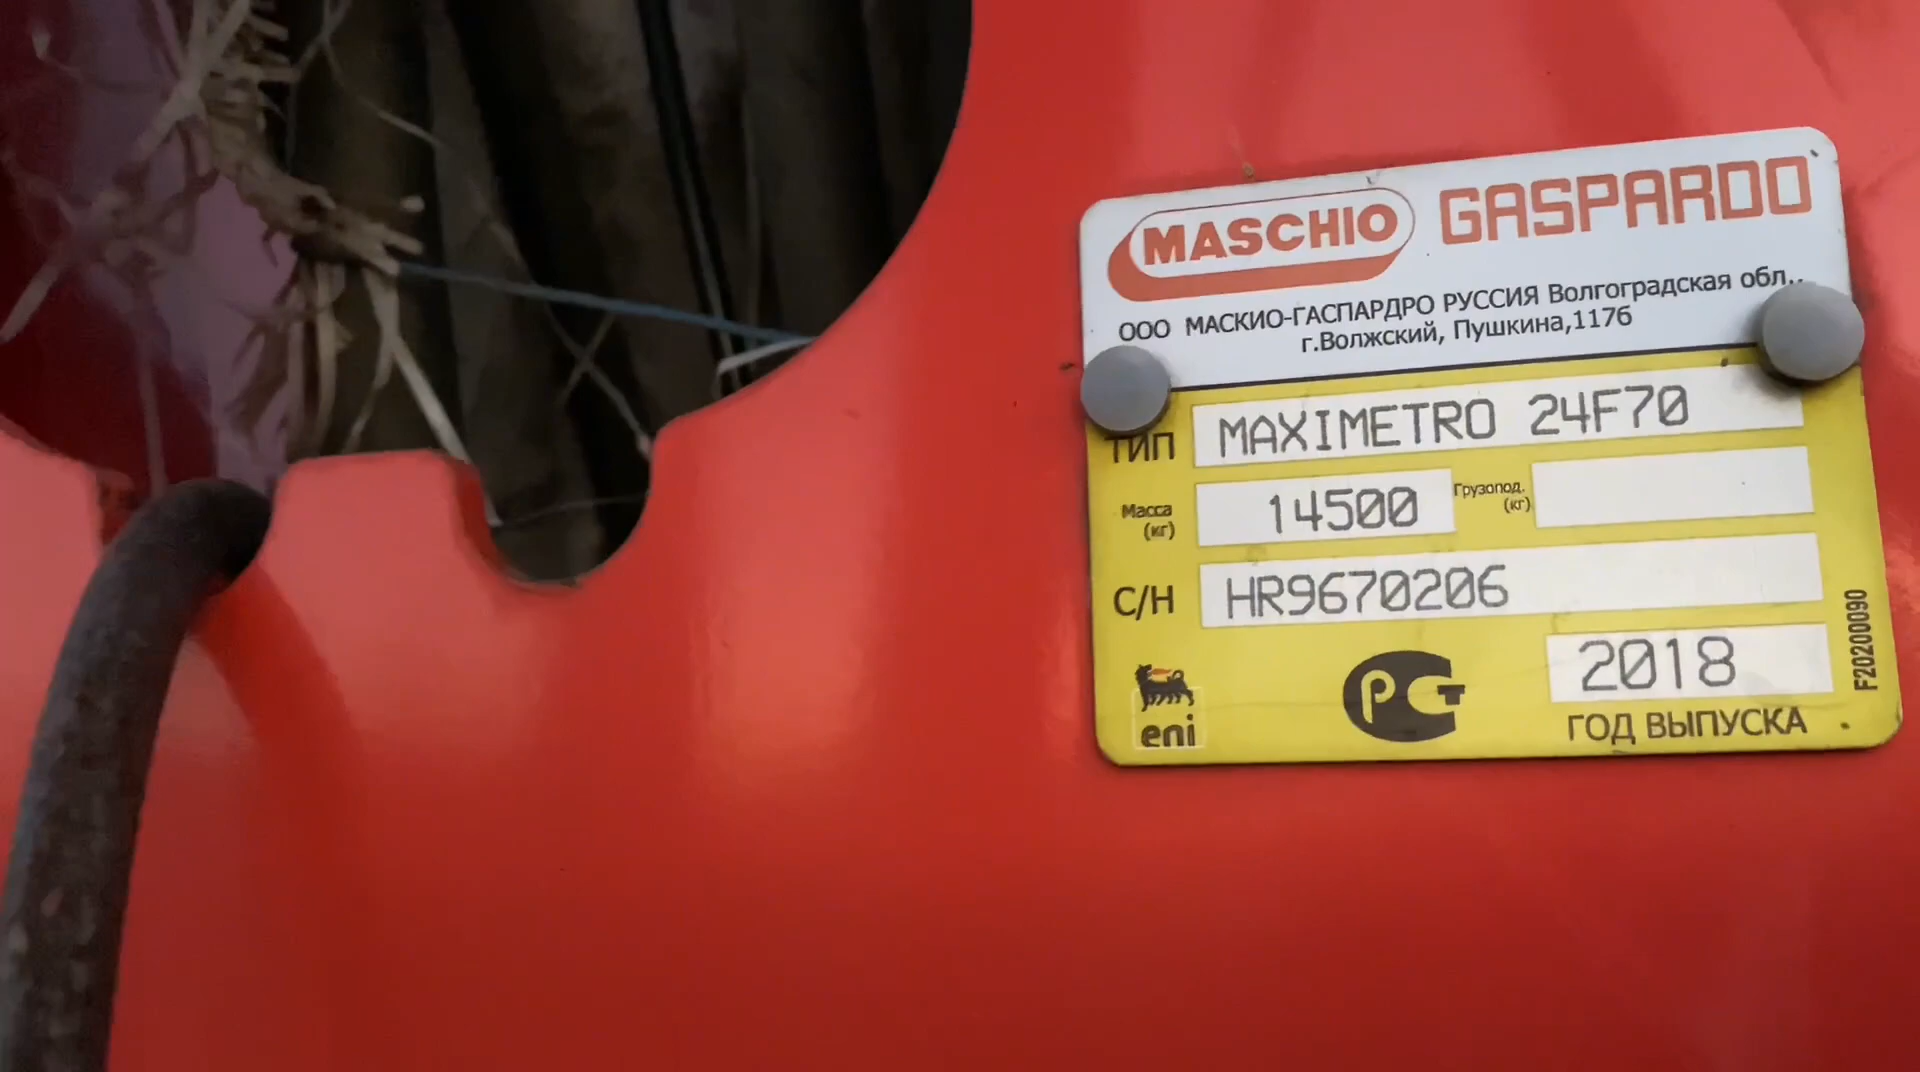 MASCHIO GASPARDO
ООО МАСКИО-ГАСПАРДРО РУССИЯ Волгоградская обл..
г.Волжский, Пушкина,117б
ТИП MAXIMETRO 24F70
Масса (кг) 14500 Грузопод. (кг)
С/Н HR9670206
eni РСТ 2018
ГОД ВЫПУСКА
F20200090